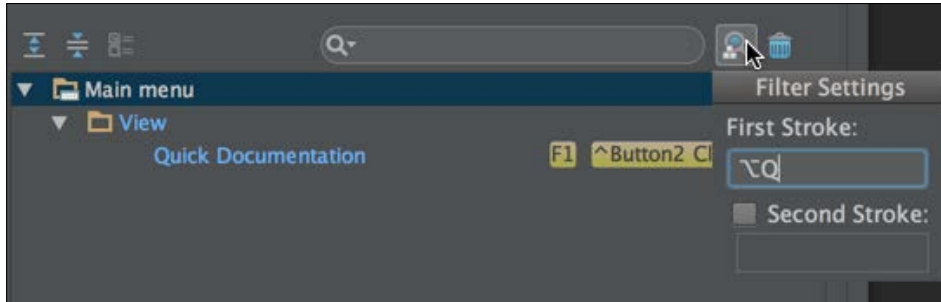 Main menu
Filter Settings
View
First Stroke:
Quick Documentation F1 ^Button2 Cl
⌥Q
Second Stroke: